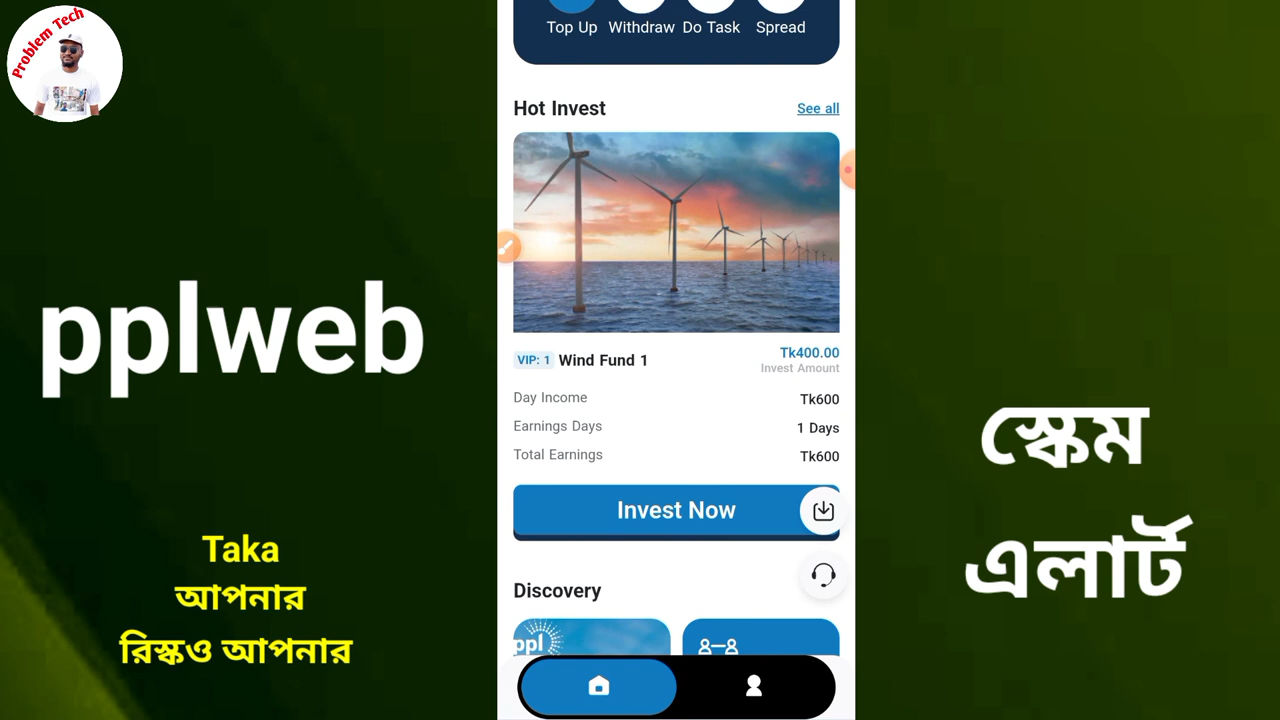 Problem Tech
pplweb
Taka
আপনার
রিস্কও আপনার
Top Up Withdraw Do Task Spread
Hot Invest See all
VIP: 1 Wind Fund 1 Tk400.00
Invest Amount
Day Income Tk600
Earnings Days 1 Days
Total Earnings Tk600
Invest Now
Discovery
ppl
স্কেম
এলার্ট